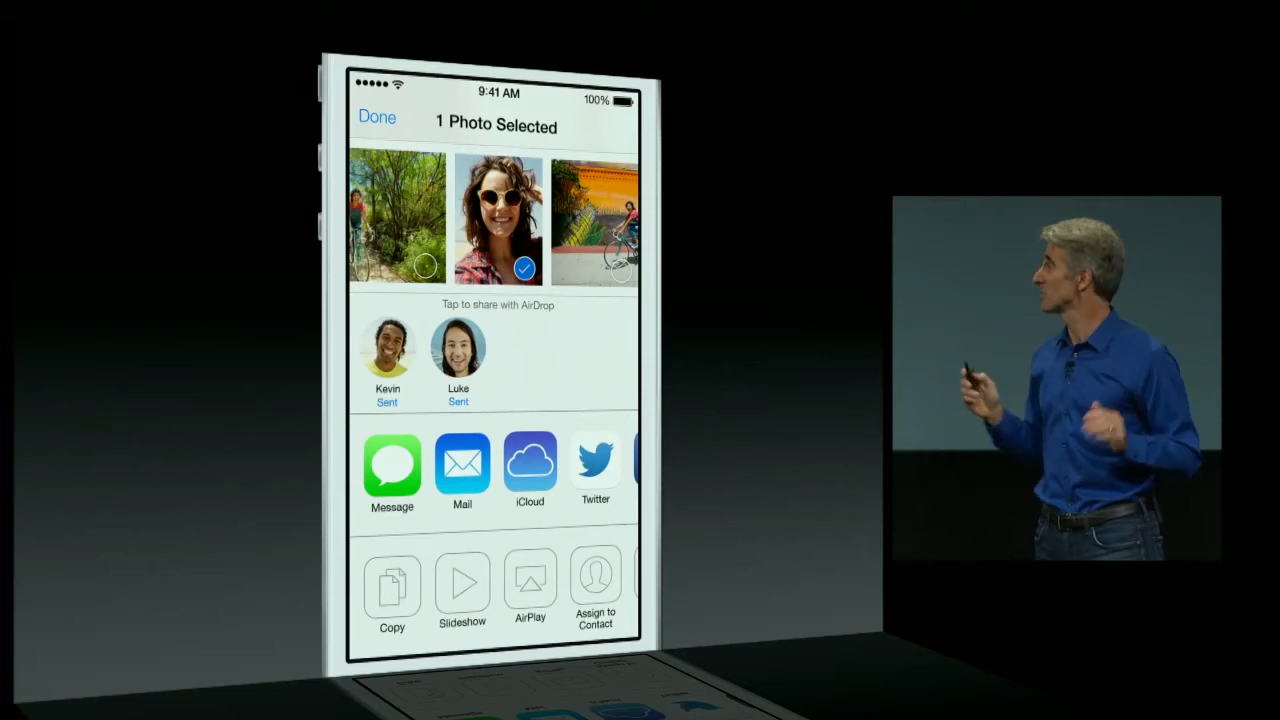 9:41 AM
100%
Done
1 Photo Selected
Tap to share with AirDrop
Kevin
Luke
Sent
Sent
Message
Mail
iCloud
Twitter
Copy
Slideshow
AirPlay
Assign to
Contact